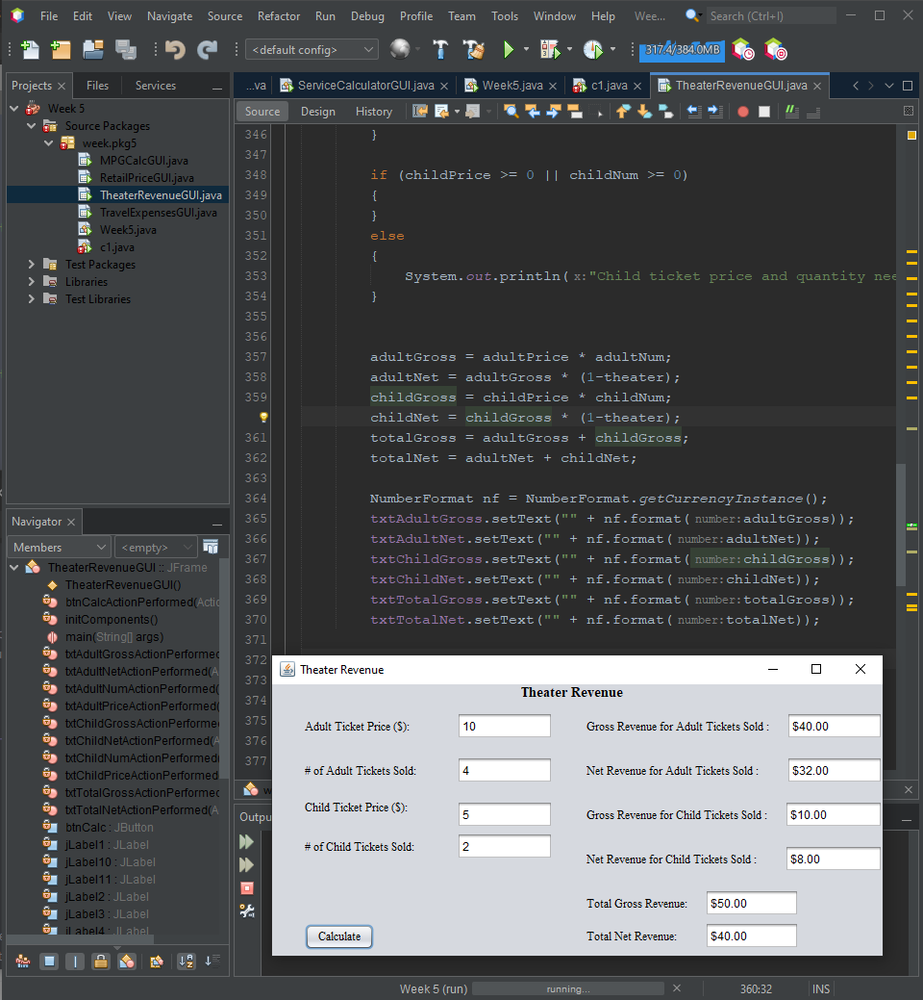 File Edit View Navigate Source Refactor Run Debug Profile Team Tools Window Help Wee... Search (Ctrl+I)
<default config> 317.4/384.0MB
Projects Files Services
...va ServiceCalculatorGUI.java Week5.java c1.java TheaterRevenueGUI.java
Source Design History
Week 5
Source Packages
week.pkg5
MPGCalcGUI.java
RetailPriceGUI.java
TheaterRevenueGUI.java
TravelExpensesGUI.java
Week5.java
c1.java
Test Packages
Libraries
Test Libraries
346 }
347
348 if (childPrice >= 0 || childNum >= 0)
349 {
350 }
351 else
352 {
353 System.out.println( x:"Child ticket price and quantity nee
354 }
355
356
357 adultGross = adultPrice * adultNum;
358 adultNet = adultGross * (1-theater);
359 childGross = childPrice * childNum;
childNet = childGross * (1-theater);
361 totalGross = adultGross + childGross;
362 totalNet = adultNet + childNet;
363
364 NumberFormat nf = NumberFormat.getCurrencyInstance();
365 txtAdultGross.setText("" + nf.format( number:adultGross));
366 txtAdultNet.setText("" + nf.format( number:adultNet));
367 txtChildGross.setText("" + nf.format( number:childGross));
368 txtChildNet.setText("" + nf.format( number:childNet));
369 txtTotalGross.setText("" + nf.format( number:totalGross));
370 txtTotalNet.setText("" + nf.format( number:totalNet));
371
372
373
374
375
376
377
Navigator
Members <empty>
TheaterRevenueGUI :: JFrame
TheaterRevenueGUI()
btnCalcActionPerformed(Actio
initComponents()
main(String[] args)
txtAdultGrossActionPerformed
txtAdultNetActionPerformed(A
txtAdultNumActionPerformed(
txtAdultPriceActionPerformed(
txtChildGrossActionPerformed
txtChildNetActionPerformed(A
txtChildNumActionPerformed(
txtChildPriceActionPerformed(
txtTotalGrossActionPerformed
txtTotalNetActionPerformed(A
btnCalc : JButton
jLabel1 : JLabel
jLabel10 : JLabel
jLabel11 : JLabel
jLabel2 : JLabel
jLabel3 : JLabel
jLabel4 : JLabel
w
Outpu
Theater Revenue
Theater Revenue
Adult Ticket Price ($): 10 Gross Revenue for Adult Tickets Sold : $40.00
# of Adult Tickets Sold: 4 Net Revenue for Adult Tickets Sold : $32.00
Child Ticket Price ($): 5 Gross Revenue for Child Tickets Sold : $10.00
# of Child Tickets Sold: 2 Net Revenue for Child Tickets Sold : $8.00
Total Gross Revenue: $50.00
Calculate Total Net Revenue: $40.00
Week 5 (run) running... 360:32 INS